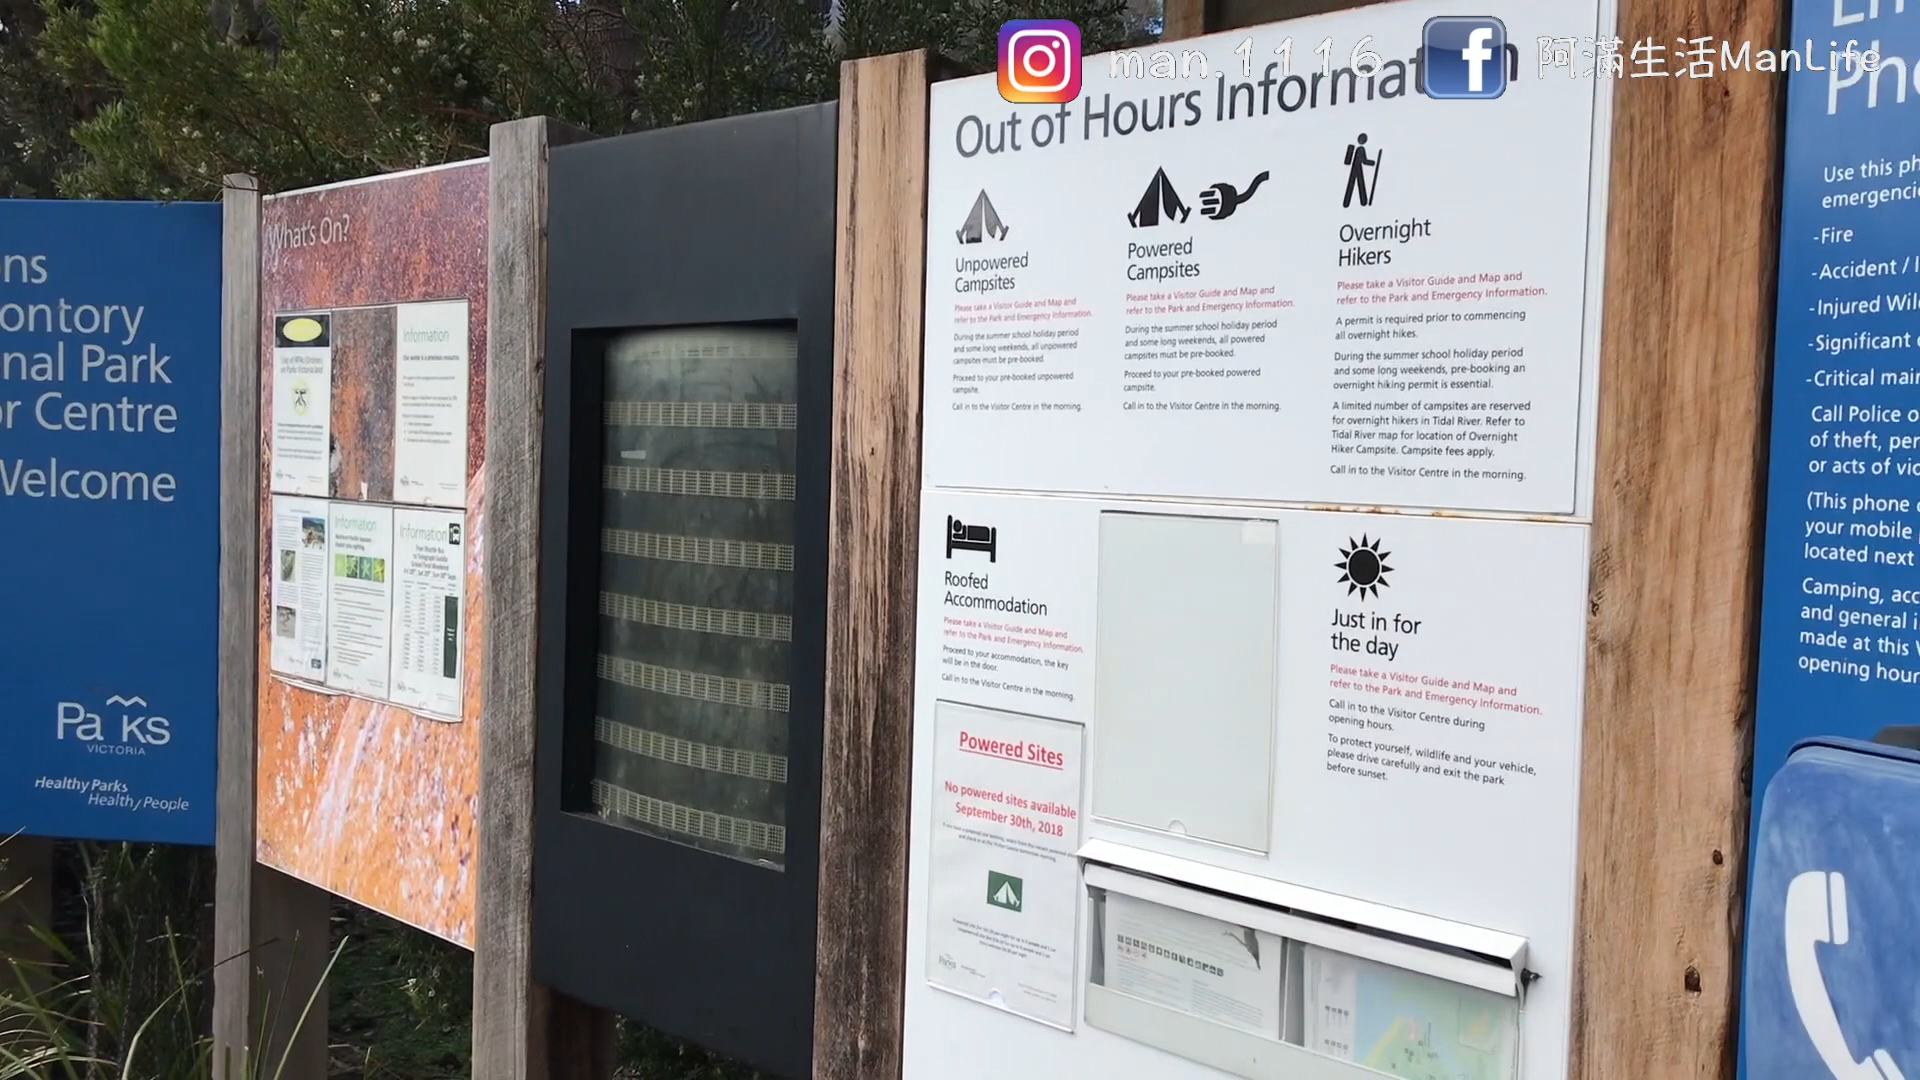 man.1116
阿滿生活ManLife
ons
ontory
nal Park
or Centre
Welcome
Parks
VICTORIA
Healthy Parks
Healthy People
What's On?
Information
Information
Information
Out of Hours Information
Unpowered
Campsites
Please take a Visitor Guide and Map and
refer to the Park and Emergency Information.
During the summer school holiday period
and some long weekends, all unpowered
campsites must be pre-booked.
Proceed to your pre-booked unpowered
campsite.
Call in to the Visitor Centre in the morning.
Powered
Campsites
Please take a Visitor Guide and Map and
refer to the Park and Emergency Information.
During the summer school holiday period
and some long weekends, all powered
campsites must be pre-booked.
Proceed to your pre-booked powered
campsite.
Call in to the Visitor Centre in the morning.
Overnight
Hikers
Please take a Visitor Guide and Map and
refer to the Park and Emergency Information.
A permit is required prior to commencing
all overnight hikes.
During the summer school holiday period
and some long weekends, pre-booking an
overnight hiking permit is essential.
A limited number of campsites are reserved
for overnight hikers in Tidal River. Refer to
Tidal River map for location of Overnight
Hiker Campsite. Campsite fees apply.
Call in to the Visitor Centre in the morning.
Roofed
Accommodation
Please take a Visitor Guide and Map and
refer to the Park and Emergency Information.
Proceed to your accommodation, the key
will be in the door.
Call in to the Visitor Centre in the morning.
Just in for
the day
Please take a Visitor Guide and Map and
refer to the Park and Emergency Information.
Call in to the Visitor Centre during
opening hours.
To protect yourself, wildlife and your vehicle,
please drive carefully and exit the park
before sunset.
Powered Sites
No powered sites available
September 30th, 2018
Parks
Use this ph
emergencie
-Fire
-Accident /
-Injured Wil
-Significant
-Critical mai
Call Police o
of theft, per
or acts of vio
(This phone
your mobile
located next
Camping, acc
and general i
made at this V
opening hour